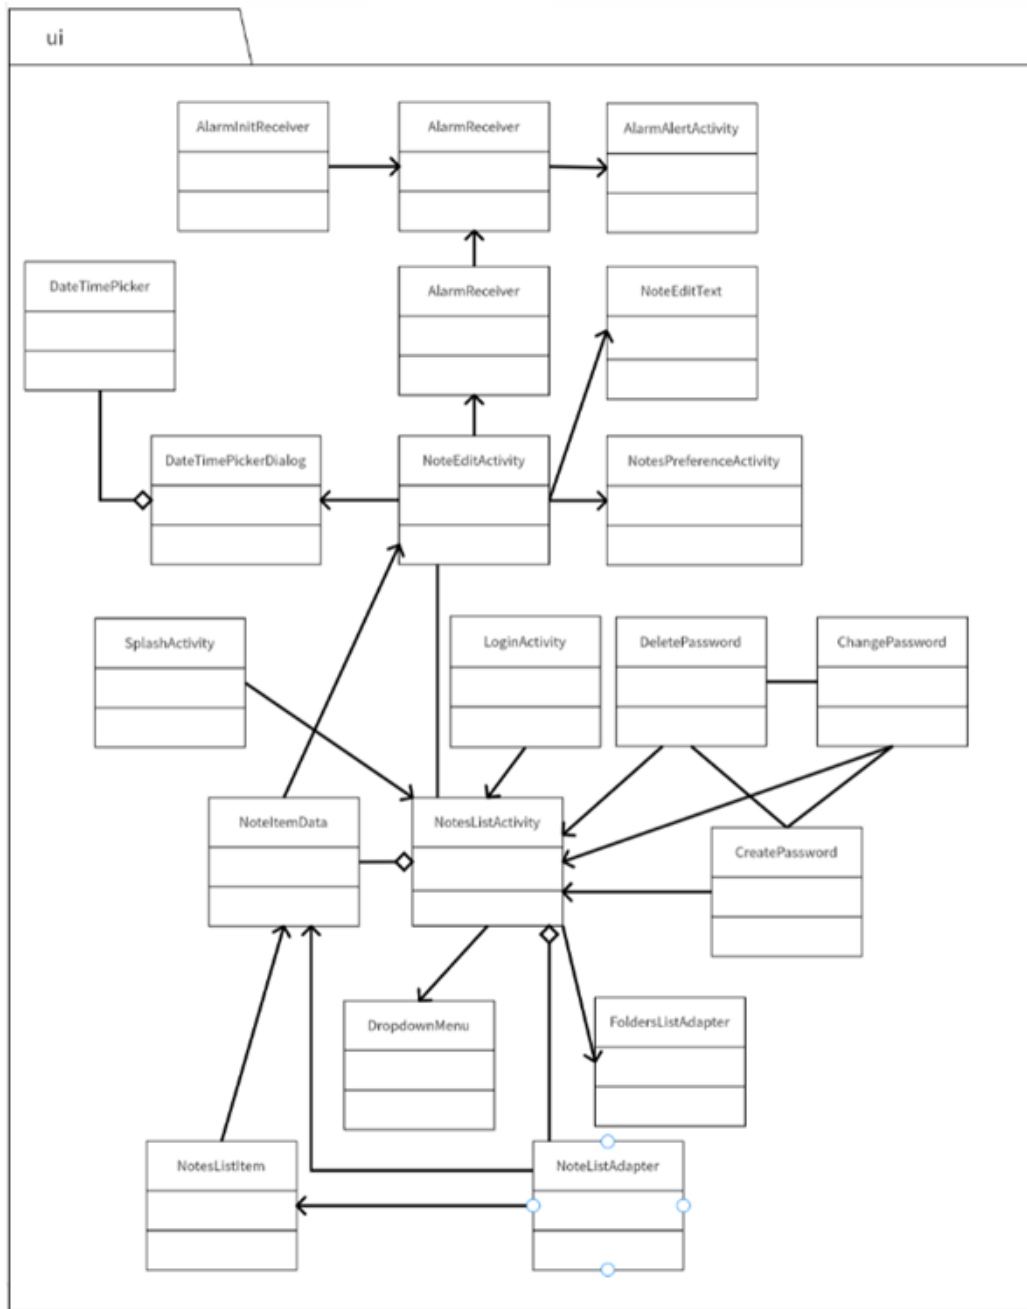 ui
AlarmInitReceiver
AlarmReceiver
AlarmAlertActivity
DateTimePicker
AlarmReceiver
NoteEditText
DateTimePickerDialog
NoteEditActivity
NotesPreferenceActivity
SplashActivity
LoginActivity
DeletePassword
ChangePassword
NoteItemData
NotesListActivity
CreatePassword
DropdownMenu
FoldersListAdapter
NotesListItem
NoteListAdapter